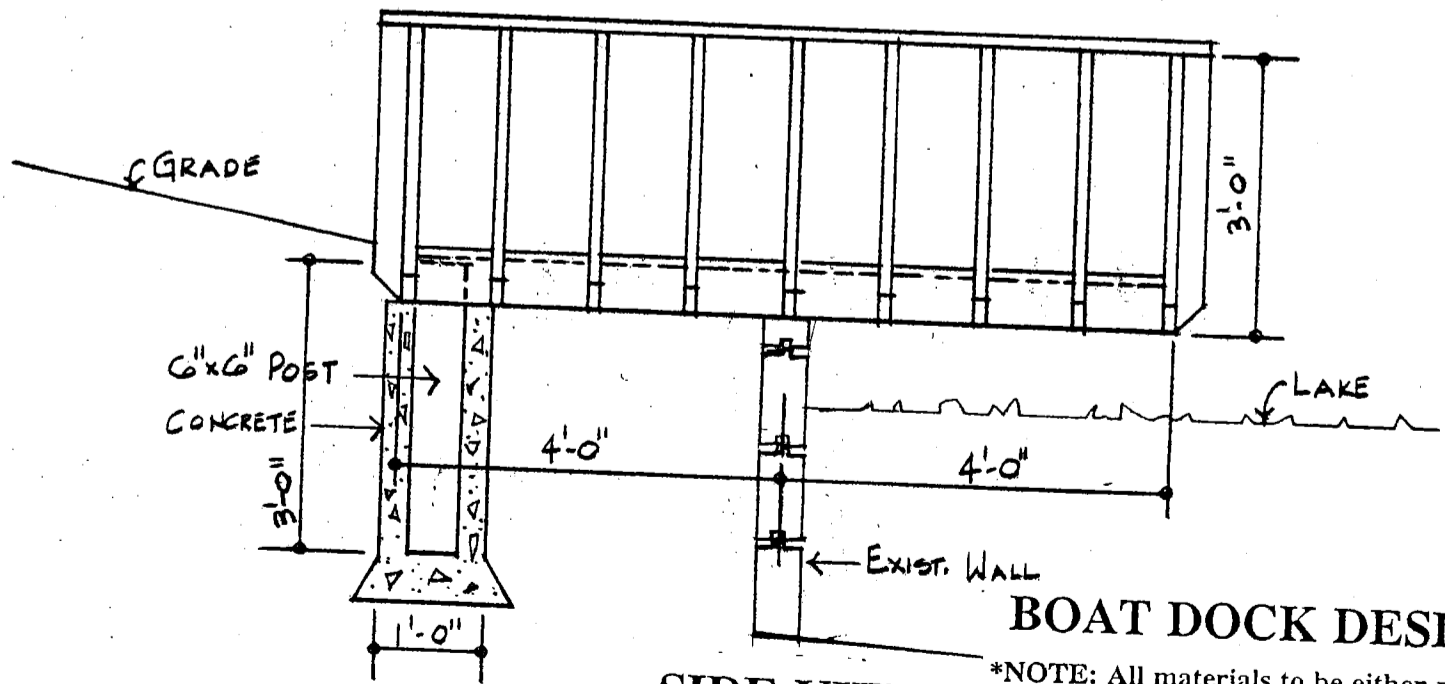 GRADE
3'-0"
6"x6" POST
CONCRETE
LAKE
4'-0"
4'-0"
3'-0"
EXIST. WALL
1'-0"
BOAT DOCK
*NOTE: All materials to be either
SIDE